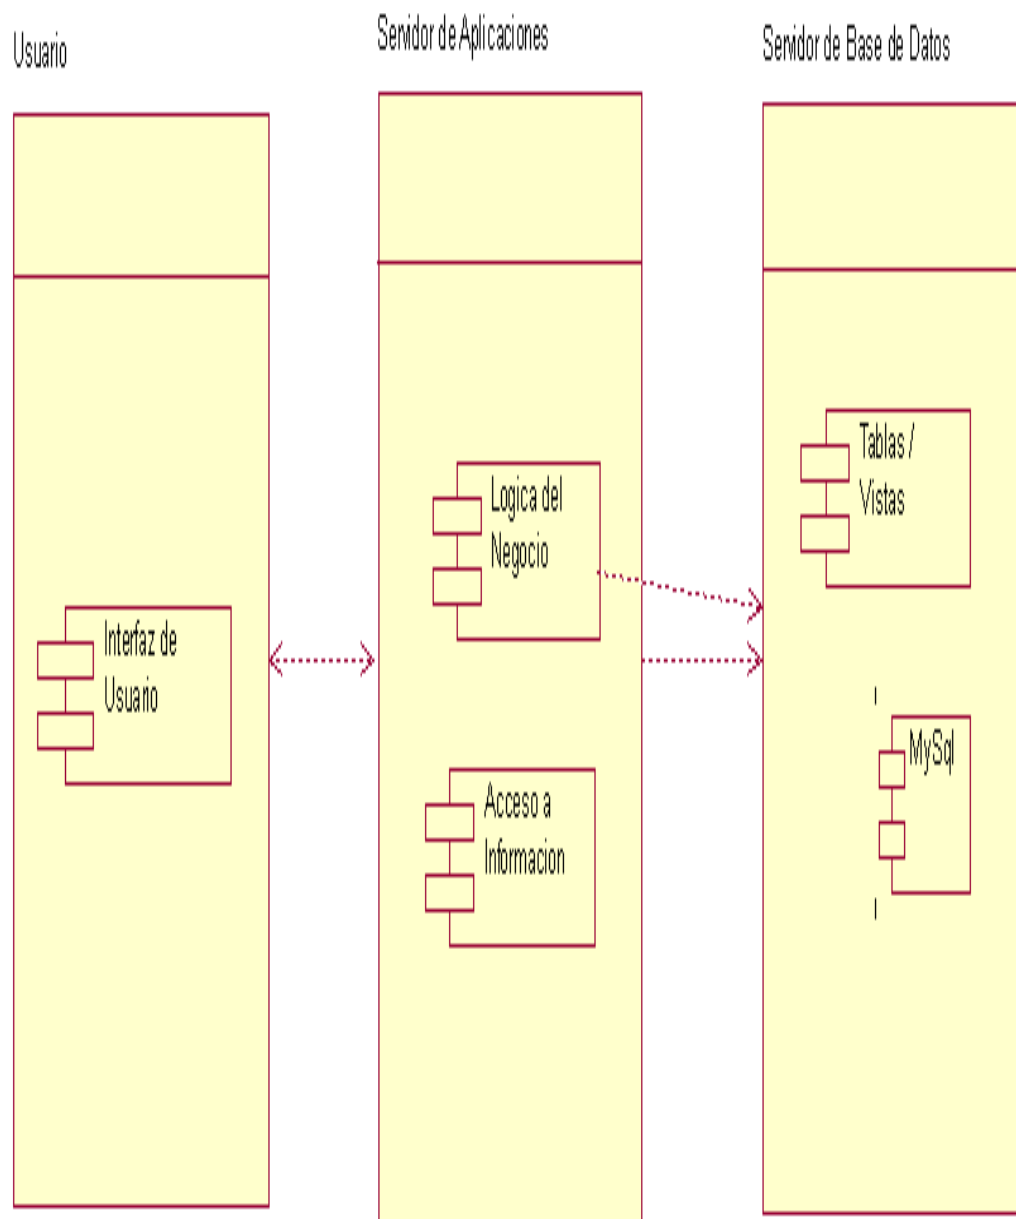 Usuario
Servidor de Aplicaciones
Servidor de Base de Datos
Interfaz de
Usuario
Logica del
Negocio
Acceso a
Informacion
Tablas /
Vistas
MySql